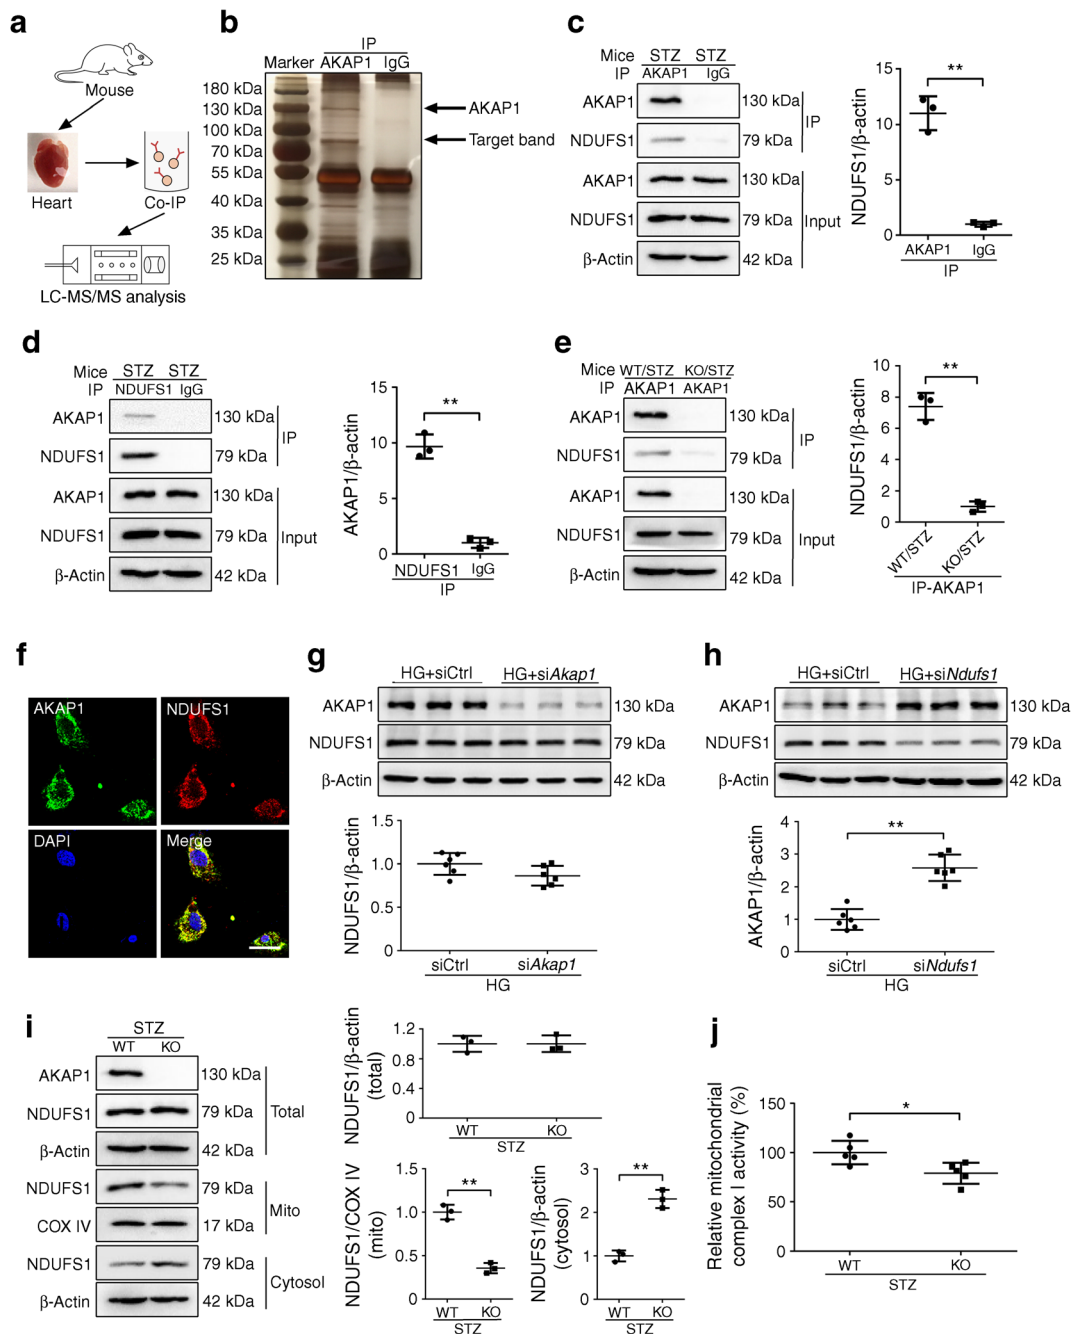 a
Mouse
Heart
Co-IP
LC-MS/MS analysis
b
IP
Marker AKAP1 IgG
180 kDa
130 kDa
100 kDa
70 kDa
55 kDa
40 kDa
35 kDa
25 kDa
AKAP1
Target band
c
Mice STZ STZ
IP AKAP1 IgG
AKAP1 130 kDa
NDUFS1 79 kDa
IP
AKAP1 130 kDa
NDUFS1 79 kDa
β-Actin 42 kDa
Input
NDUFS1/β-actin
15
10
5
0
**
AKAP1 IgG
IP
d
Mice STZ STZ
IP NDUFS1 IgG
AKAP1 130 kDa
NDUFS1 79 kDa
IP
AKAP1 130 kDa
NDUFS1 79 kDa
β-Actin 42 kDa
Input
AKAP1/β-actin
15
10
5
0
**
NDUFS1 IgG
IP
e
Mice WT/STZ KO/STZ
IP AKAP1 AKAP1
AKAP1 130 kDa
NDUFS1 79 kDa
IP
AKAP1 130 kDa
NDUFS1 79 kDa
β-Actin 42 kDa
Input
NDUFS1/β-actin
10
8
6
4
2
0
**
WT/STZ KO/STZ
IP-AKAP1
f
AKAP1 NDUFS1
DAPI Merge
g
HG+siCtrl HG+siAkap1
AKAP1 130 kDa
NDUFS1 79 kDa
β-Actin 42 kDa
NDUFS1/β-actin
1.5
1.0
0.5
0
siCtrl siAkap1
HG
h
HG+siCtrl HG+siNdufs1
AKAP1 130 kDa
NDUFS1 79 kDa
β-Actin 42 kDa
AKAP1/β-actin
4
3
2
1
0
**
siCtrl siNdufs1
HG
i
STZ
WT KO
AKAP1 130 kDa
NDUFS1 79 kDa
β-Actin 42 kDa
Total
NDUFS1 79 kDa
COX IV 17 kDa
Mito
NDUFS1 79 kDa
β-Actin 42 kDa
Cytosol
NDUFS1/β-actin
(total)
1.2
0.8
0.4
0
WT KO
STZ
NDUFS1/COX IV
(mito)
1.5
1.0
0.5
0
**
WT KO
STZ
NDUFS1/β-actin
(cytosol)
3
2
1
0
**
WT KO
STZ
j
Relative mitochondrial
complex I activity (%)
150
100
50
0
*
WT KO
STZ